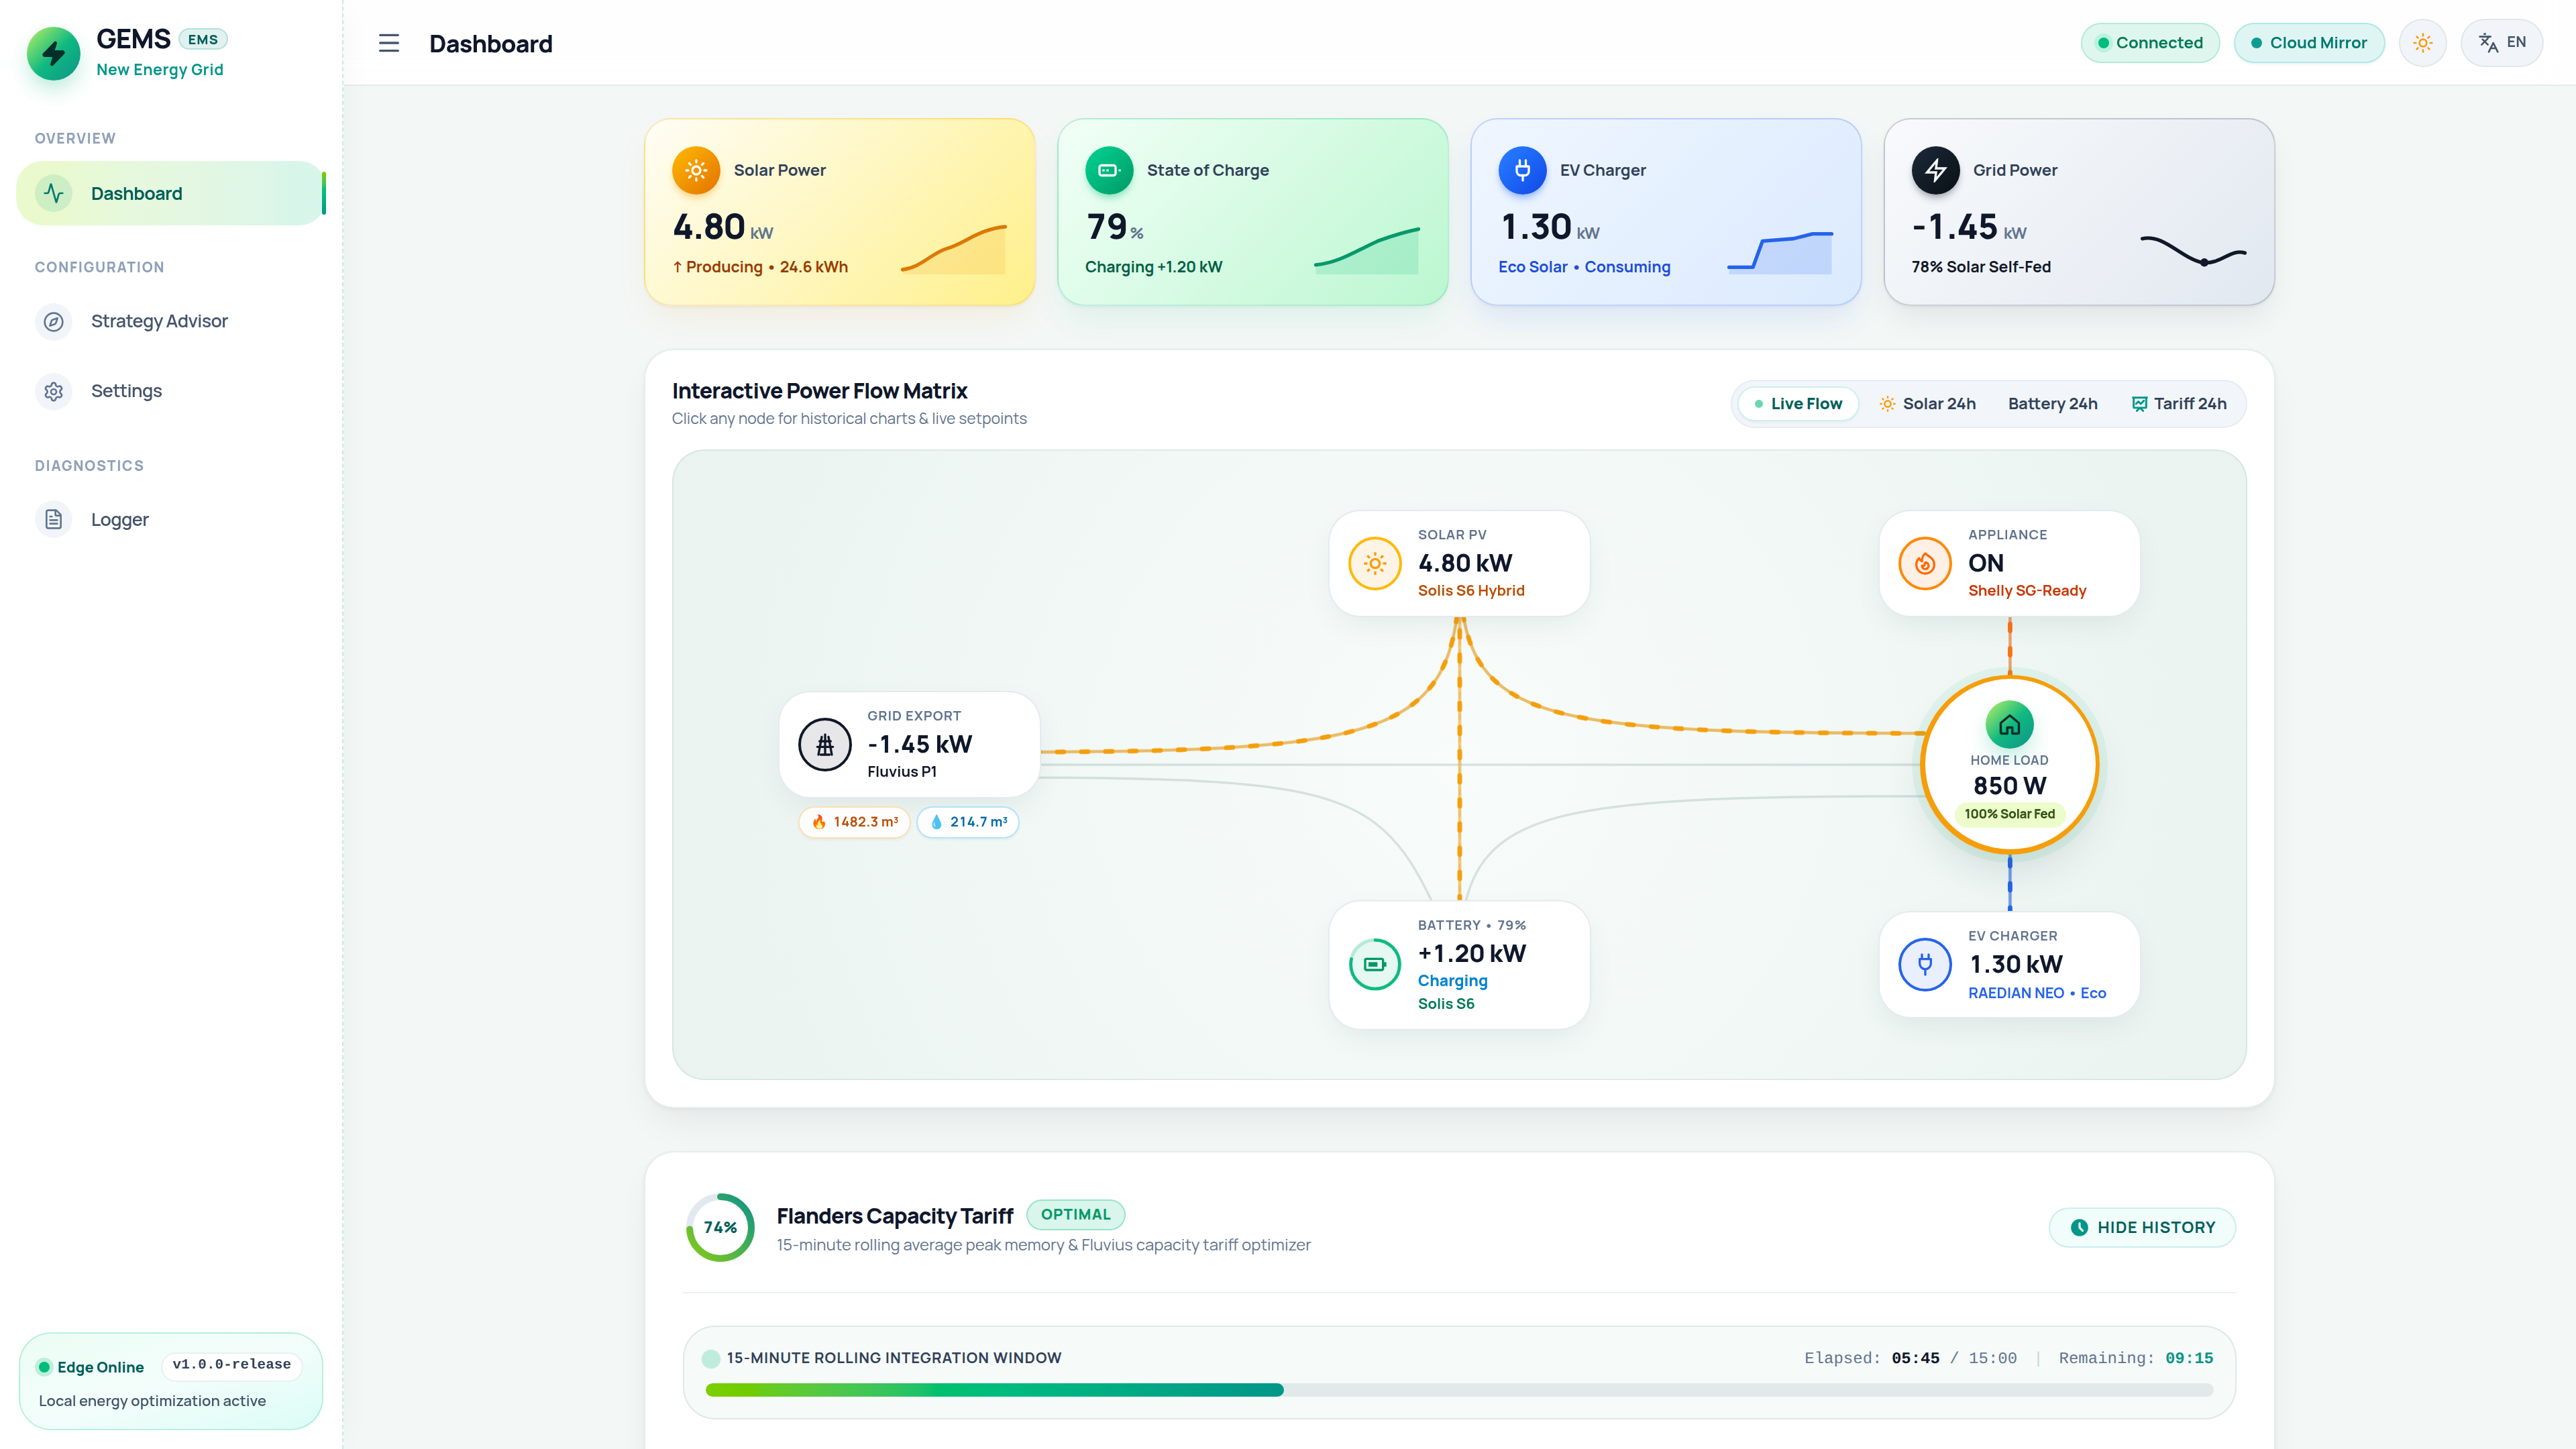 GEMS EMS
New Energy Grid
OVERVIEW
Dashboard
CONFIGURATION
Strategy Advisor
Settings
DIAGNOSTICS
Logger
Edge Online v1.0.0-release
Local energy optimization active
Dashboard
Connected
Cloud Mirror
EN
Solar Power
4.80 kW
↑ Producing • 24.6 kWh
State of Charge
79 %
Charging +1.20 kW
EV Charger
1.30 kW
Eco Solar • Consuming
Grid Power
-1.45 kW
78% Solar Self-Fed
Interactive Power Flow Matrix
Click any node for historical charts & live setpoints
Live Flow
Solar 24h
Battery 24h
Tariff 24h
SOLAR PV
4.80 kW
Solis S6 Hybrid
APPLIANCE
ON
Shelly SG-Ready
GRID EXPORT
-1.45 kW
Fluvius P1
1482.3 m³
214.7 m³
HOME LOAD
850 W
100% Solar Fed
BATTERY • 79%
+1.20 kW
Charging
Solis S6
EV CHARGER
1.30 kW
RAEDIAN NEO • Eco
74%
Flanders Capacity Tariff OPTIMAL
15-minute rolling average peak memory & Fluvius capacity tariff optimizer
HIDE HISTORY
15-MINUTE ROLLING INTEGRATION WINDOW
Elapsed: 05:45 / 15:00 | Remaining: 09:15